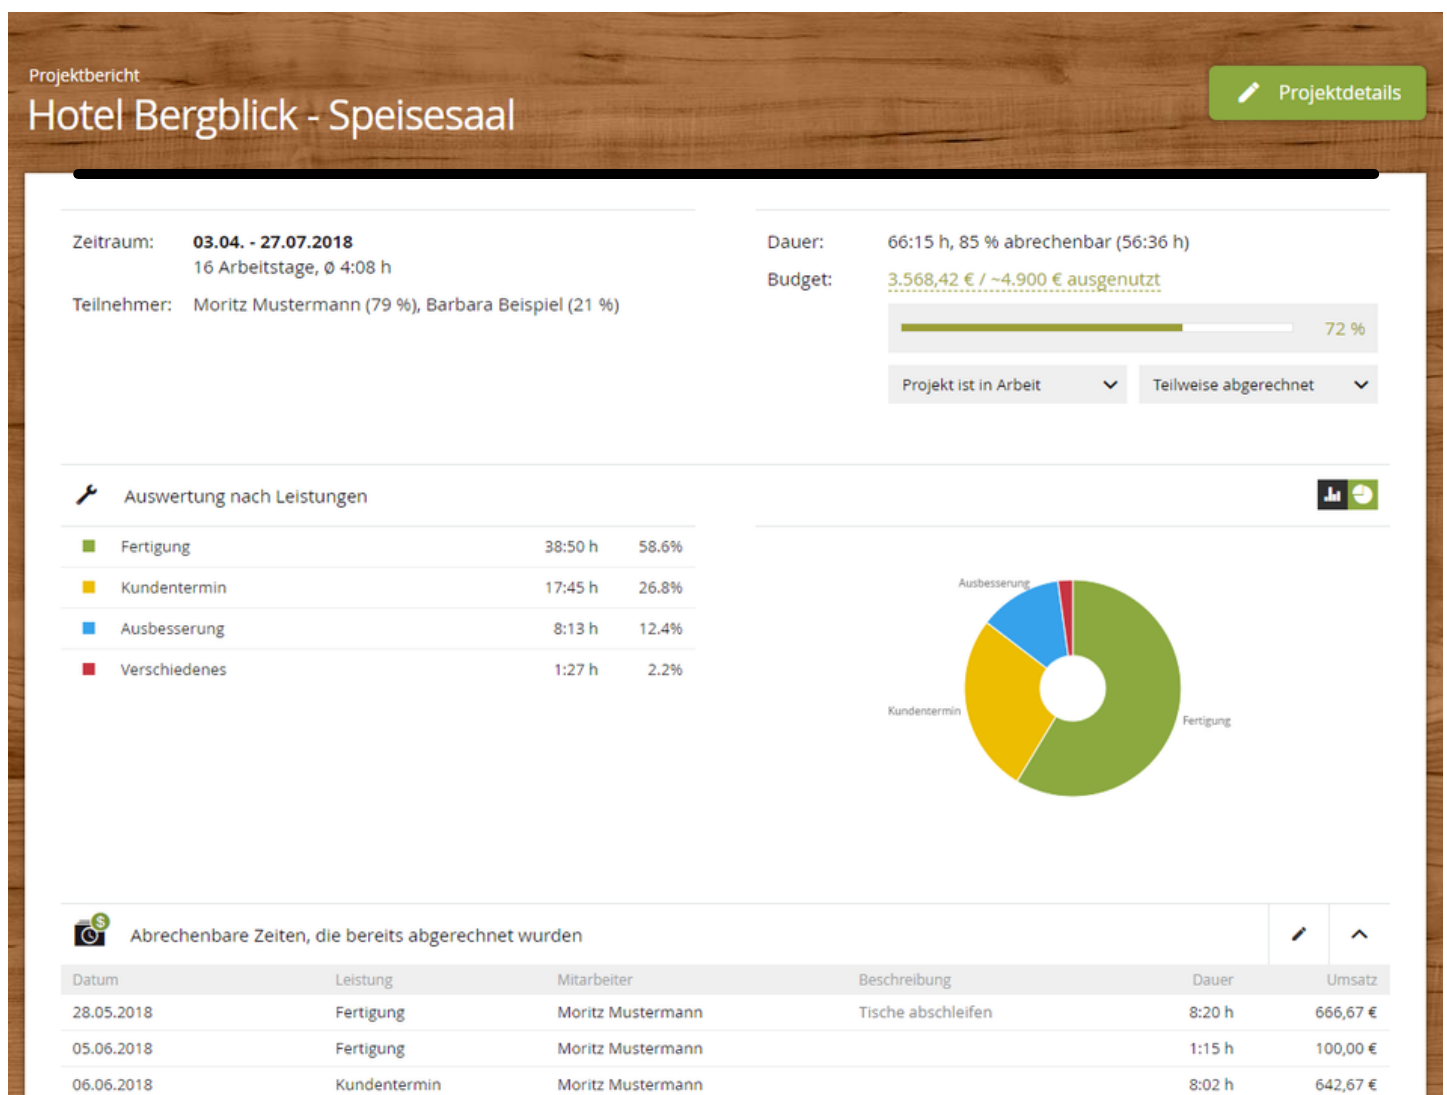 Projektbericht
Hotel Bergblick - Speisesaal
Projektdetails
Zeitraum: 03.04. - 27.07.2018
16 Arbeitstage, ø 4:08 h
Teilnehmer: Moritz Mustermann (79 %), Barbara Beispiel (21 %)
Dauer: 66:15 h, 85 % abrechenbar (56:36 h)
Budget: 3.568,42 € / ~4.900 € ausgenutzt
72 %
Projekt ist in Arbeit Teilweise abgerechnet
Auswertung nach Leistungen
Fertigung 38:50 h 58.6%
Kundentermin 17:45 h 26.8%
Ausbesserung 8:13 h 12.4%
Verschiedenes 1:27 h 2.2%
Ausbesserung
Kundentermin
Fertigung
$
Abrechenbare Zeiten, die bereits abgerechnet wurden
Datum Leistung Mitarbeiter Beschreibung Dauer Umsatz
28.05.2018 Fertigung Moritz Mustermann Tische abschleifen 8:20 h 666,67 €
05.06.2018 Fertigung Moritz Mustermann 1:15 h 100,00 €
06.06.2018 Kundentermin Moritz Mustermann 8:02 h 642,67 €